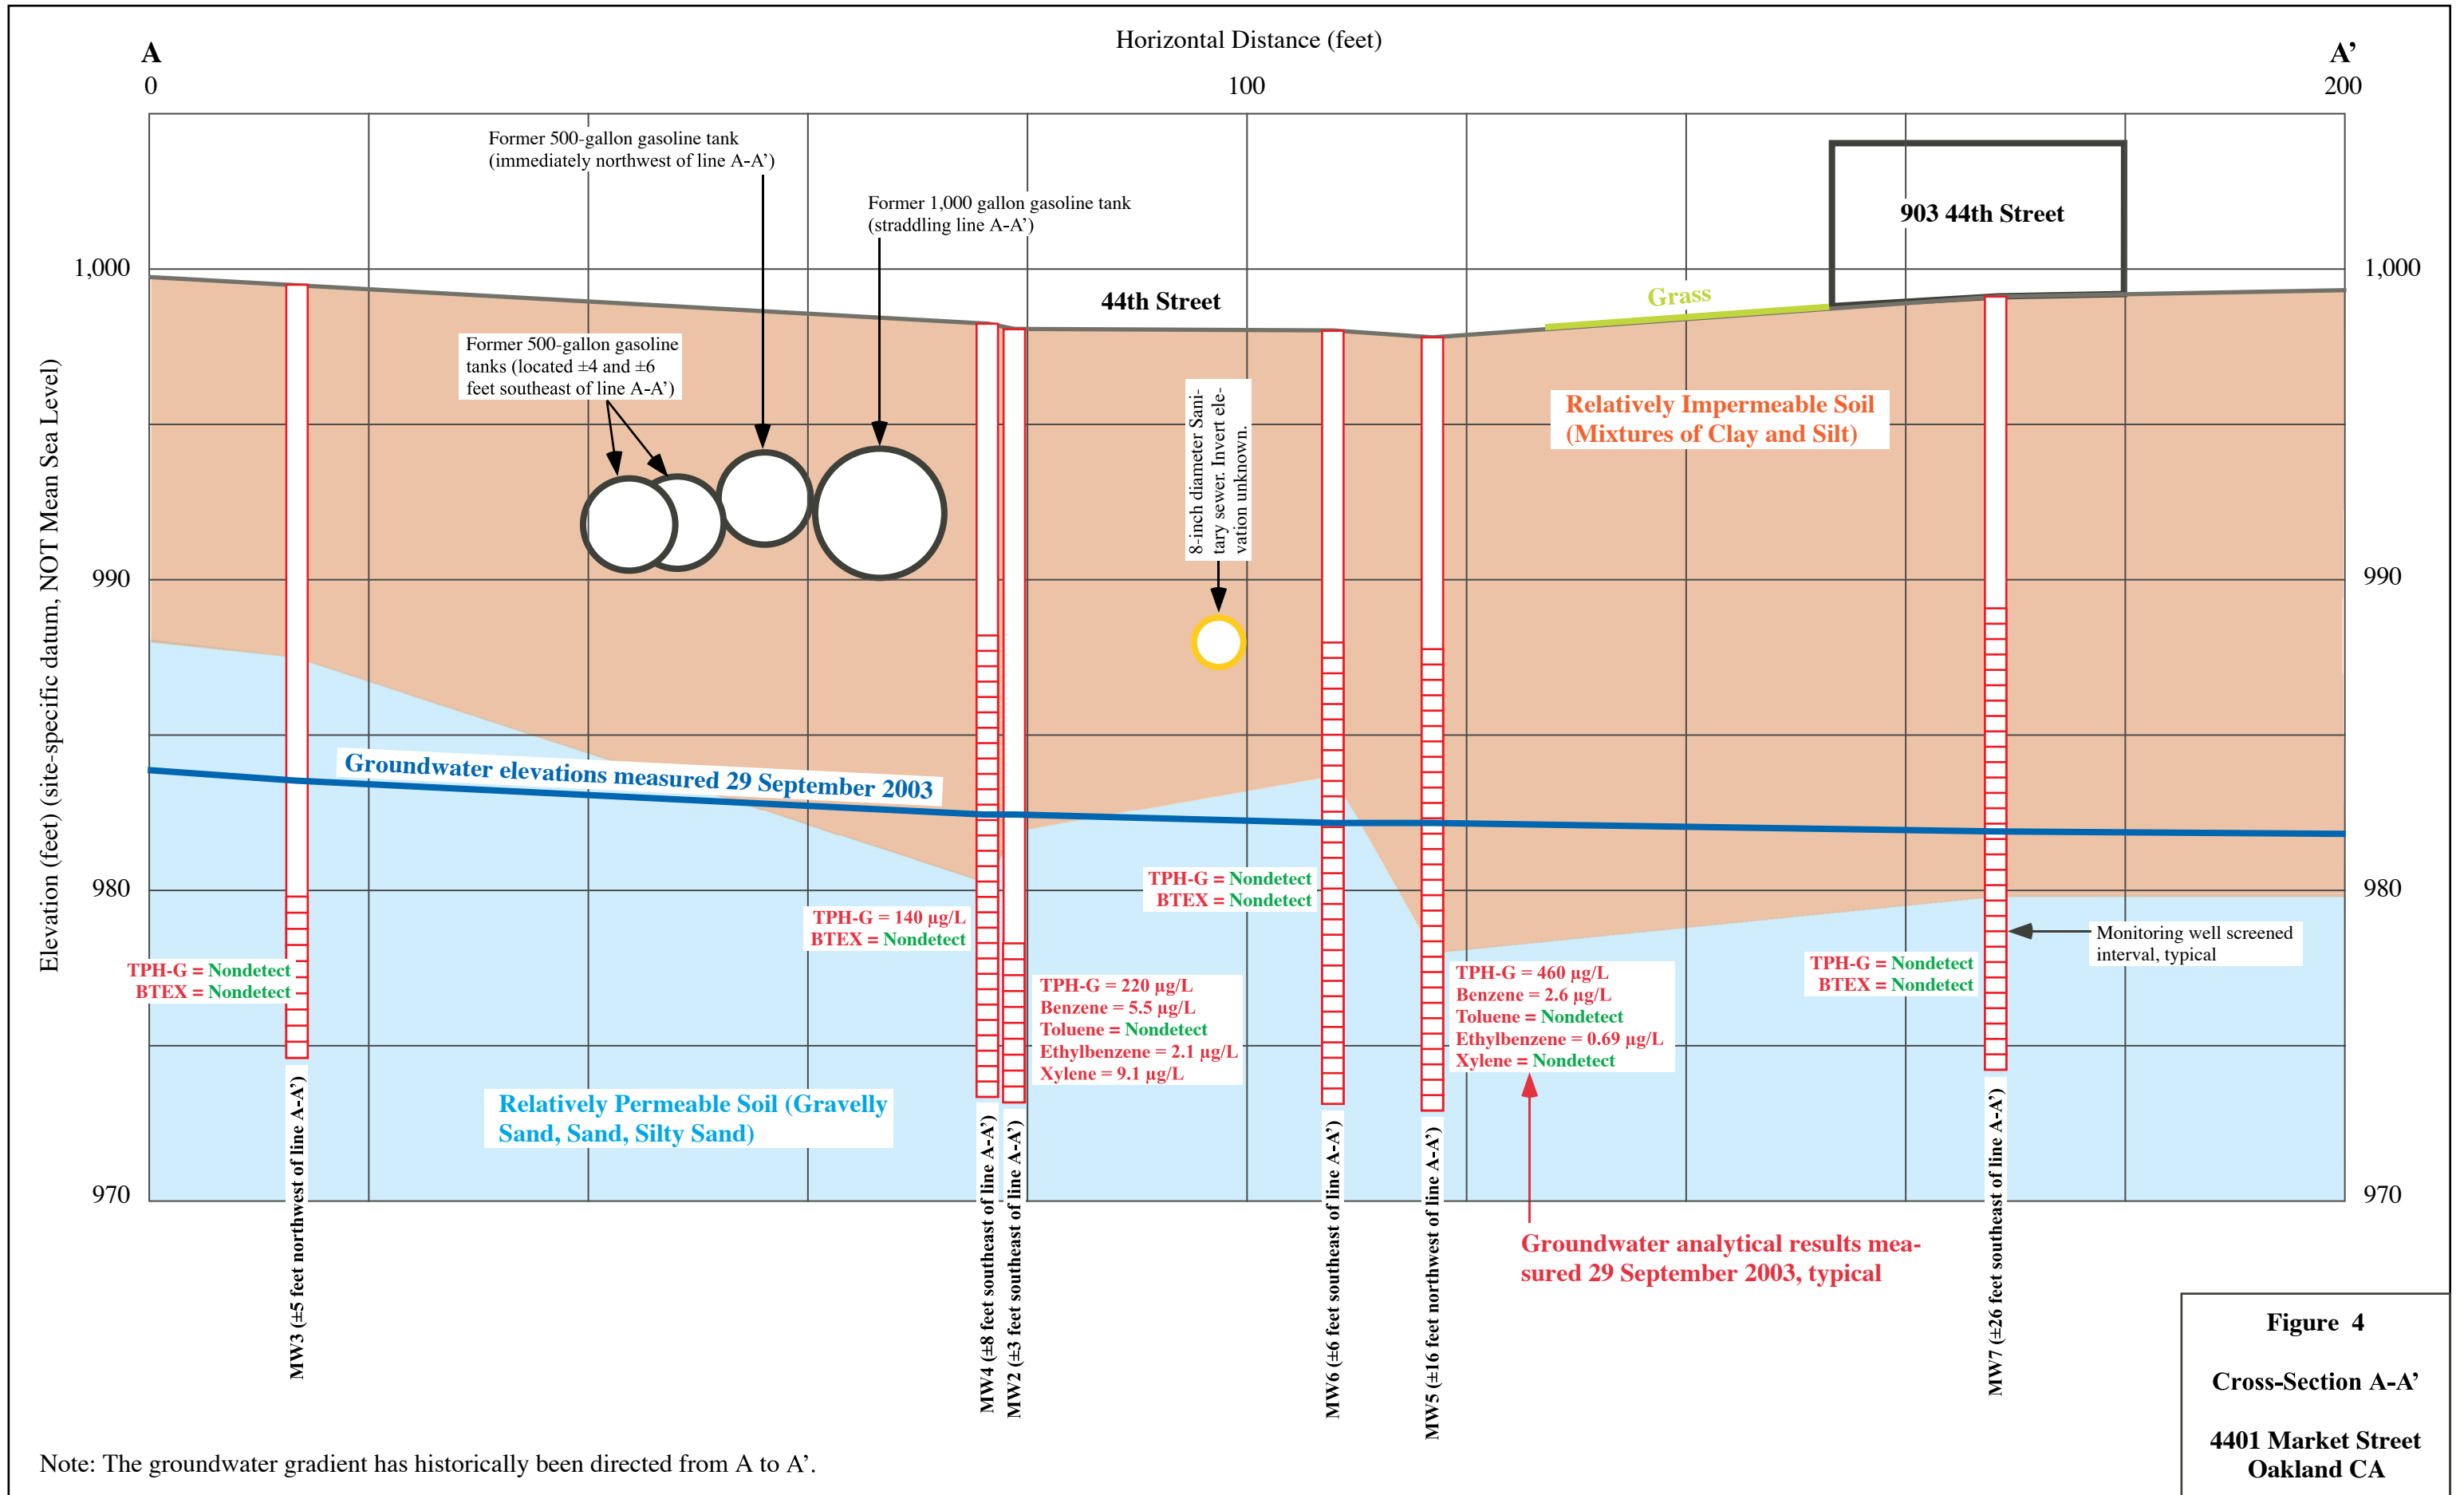 Horizontal Distance (feet)
A
A’
0
100
200
Former 500-gallon gasoline tank
(immediately northwest of line A-A’)
Former 1,000 gallon gasoline tank
(straddling line A-A’)
903 44th Street
1,000
1,000
44th Street
Grass
Former 500-gallon gasoline
tanks (located ±4 and ±6
feet southeast of line A-A’)
8-inch diameter Sani-
tary sewer. Invert ele-
vation unknown.
Relatively Impermeable Soil
(Mixtures of Clay and Silt)
Elevation (feet) (site-specific datum, NOT Mean Sea Level)
990
990
Groundwater elevations measured 29 September 2003
980
980
TPH-G = Nondetect
BTEX = Nondetect
TPH-G = 140 µg/L
BTEX = Nondetect
TPH-G = 220 µg/L
Benzene = 5.5 µg/L
Toluene = Nondetect
Ethylbenzene = 2.1 µg/L
Xylene = 9.1 µg/L
TPH-G = Nondetect
BTEX = Nondetect
TPH-G = 460 µg/L
Benzene = 2.6 µg/L
Toluene = Nondetect
Ethylbenzene = 0.69 µg/L
Xylene = Nondetect
TPH-G = Nondetect
BTEX = Nondetect
Monitoring well screened
interval, typical
Relatively Permeable Soil (Gravelly
Sand, Sand, Silty Sand)
970
970
MW3 (±5 feet northwest of line A-A’)
MW4 (±8 feet southeast of line A-A’)
MW2 (±3 feet southeast of line A-A’)
MW6 (±6 feet southeast of line A-A’)
MW5 (±16 feet northwest of line A-A’)
MW7 (±26 feet southeast of line A-A’)
Groundwater analytical results mea-
sured 29 September 2003, typical
Figure 4
Cross-Section A-A’
4401 Market Street
Oakland CA
Note: The groundwater gradient has historically been directed from A to A’.